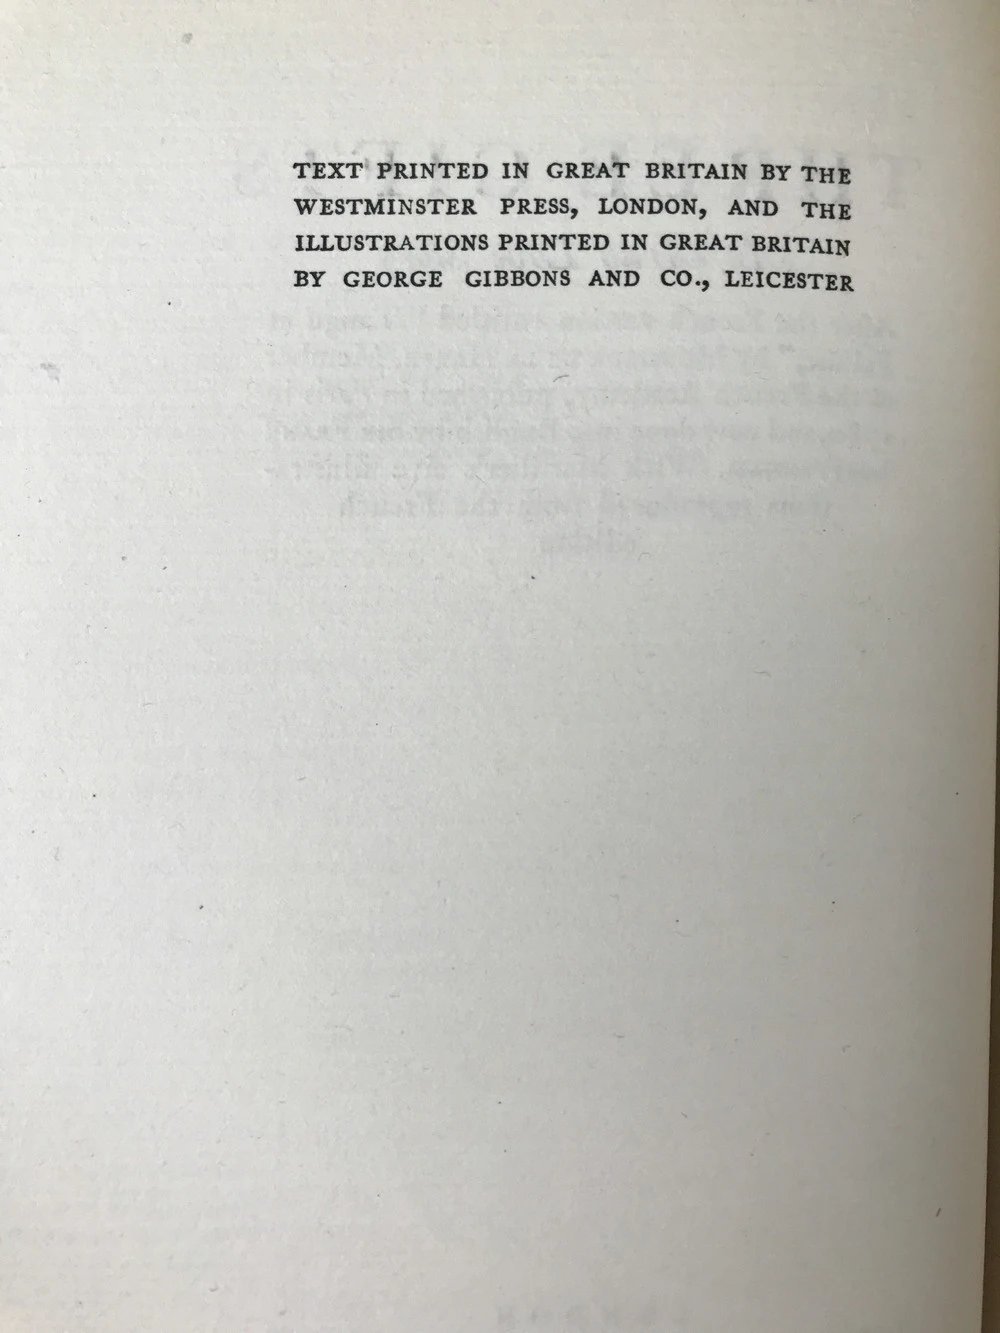 TEXT PRINTED IN GREAT BRITAIN BY THE
WESTMINSTER PRESS, LONDON, AND THE
ILLUSTRATIONS PRINTED IN GREAT BRITAIN
BY GEORGE GIBBONS AND CO., LEICESTER